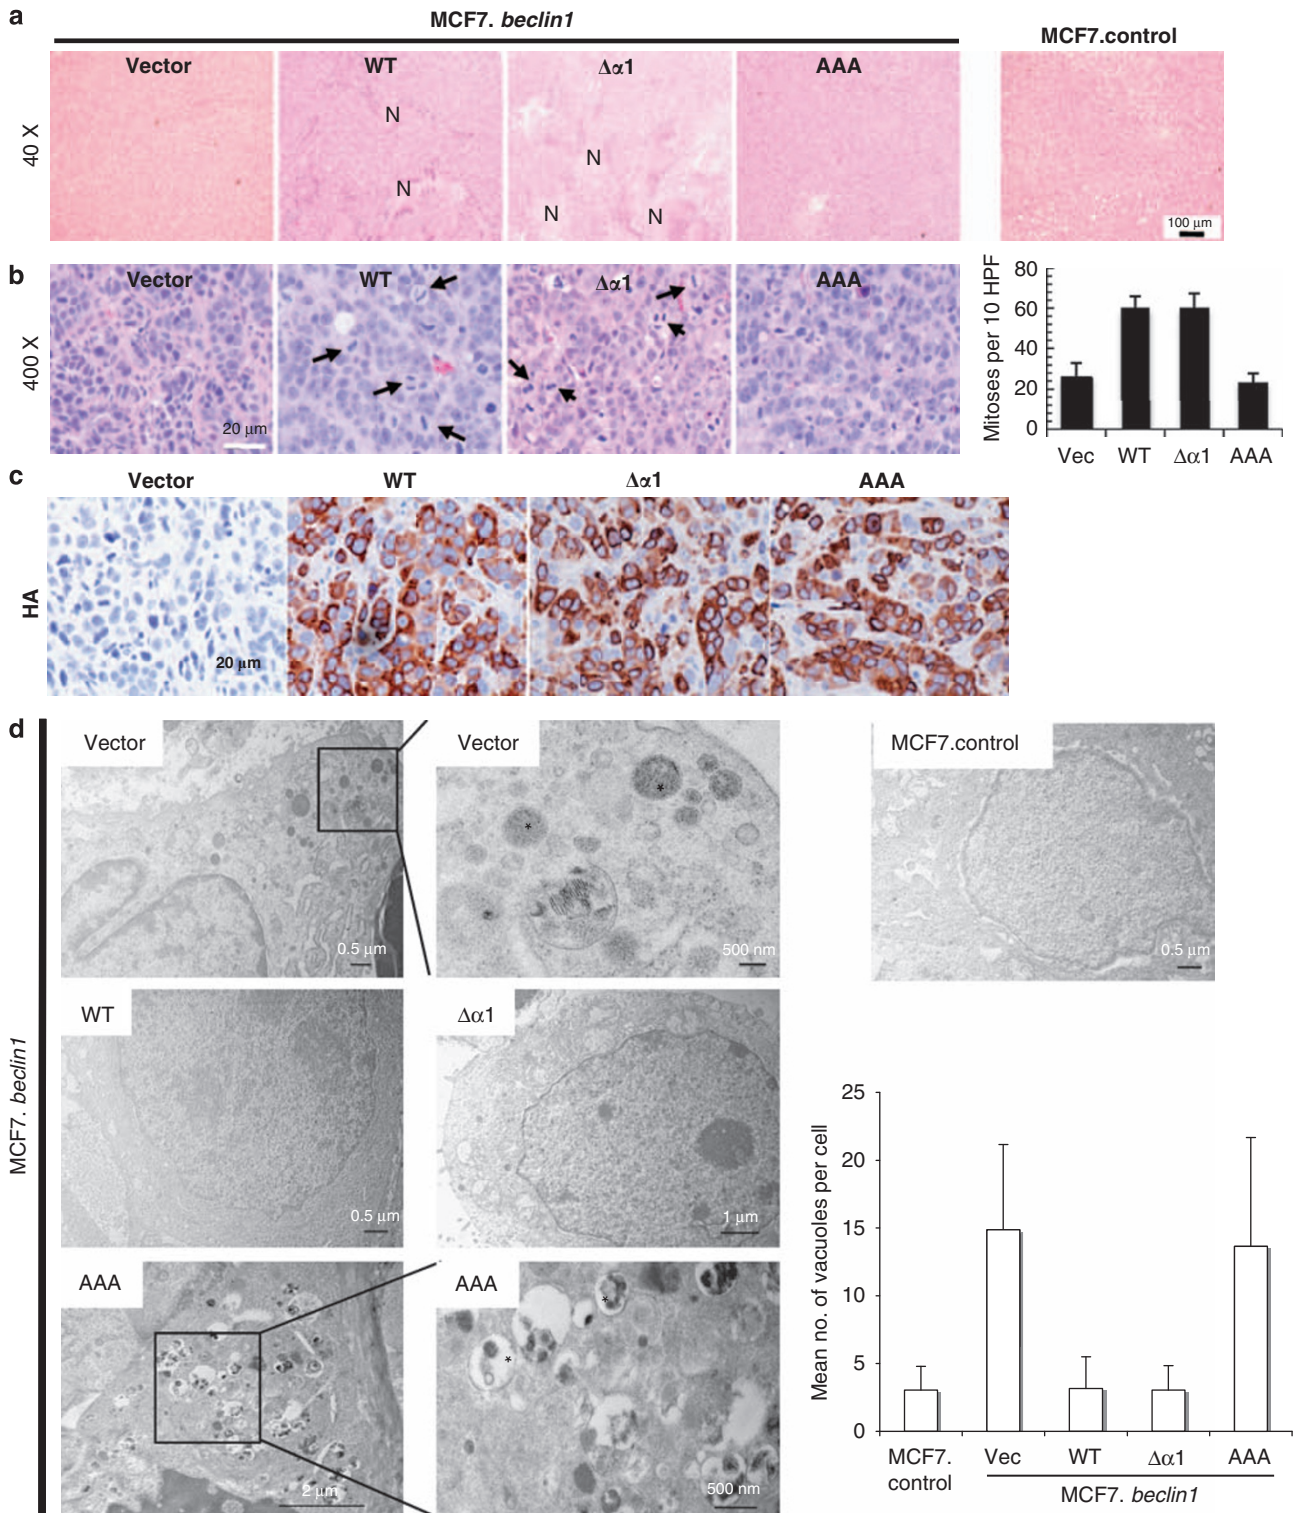 a
MCF7. beclin1
MCF7.control
Vector
WT
Δα1
AAA
40 X
N
N
N
N
N
100 μm
b
Vector
WT
Δα1
AAA
400 X
20 μm
Mitoses per 10 HPF
80
60
40
20
0
Vec
WT
Δα1
AAA
c
Vector
WT
Δα1
AAA
HA
20 μm
d
MCF7. beclin1
Vector
0.5 μm
Vector
*
*
500 nm
MCF7.control
0.5 μm
WT
0.5 μm
Δα1
1 μm
AAA
2 μm
AAA
*
*
500 nm
Mean no. of vacuoles per cell
25
20
15
10
5
0
MCF7.
control
Vec
WT
Δα1
AAA
MCF7. beclin1